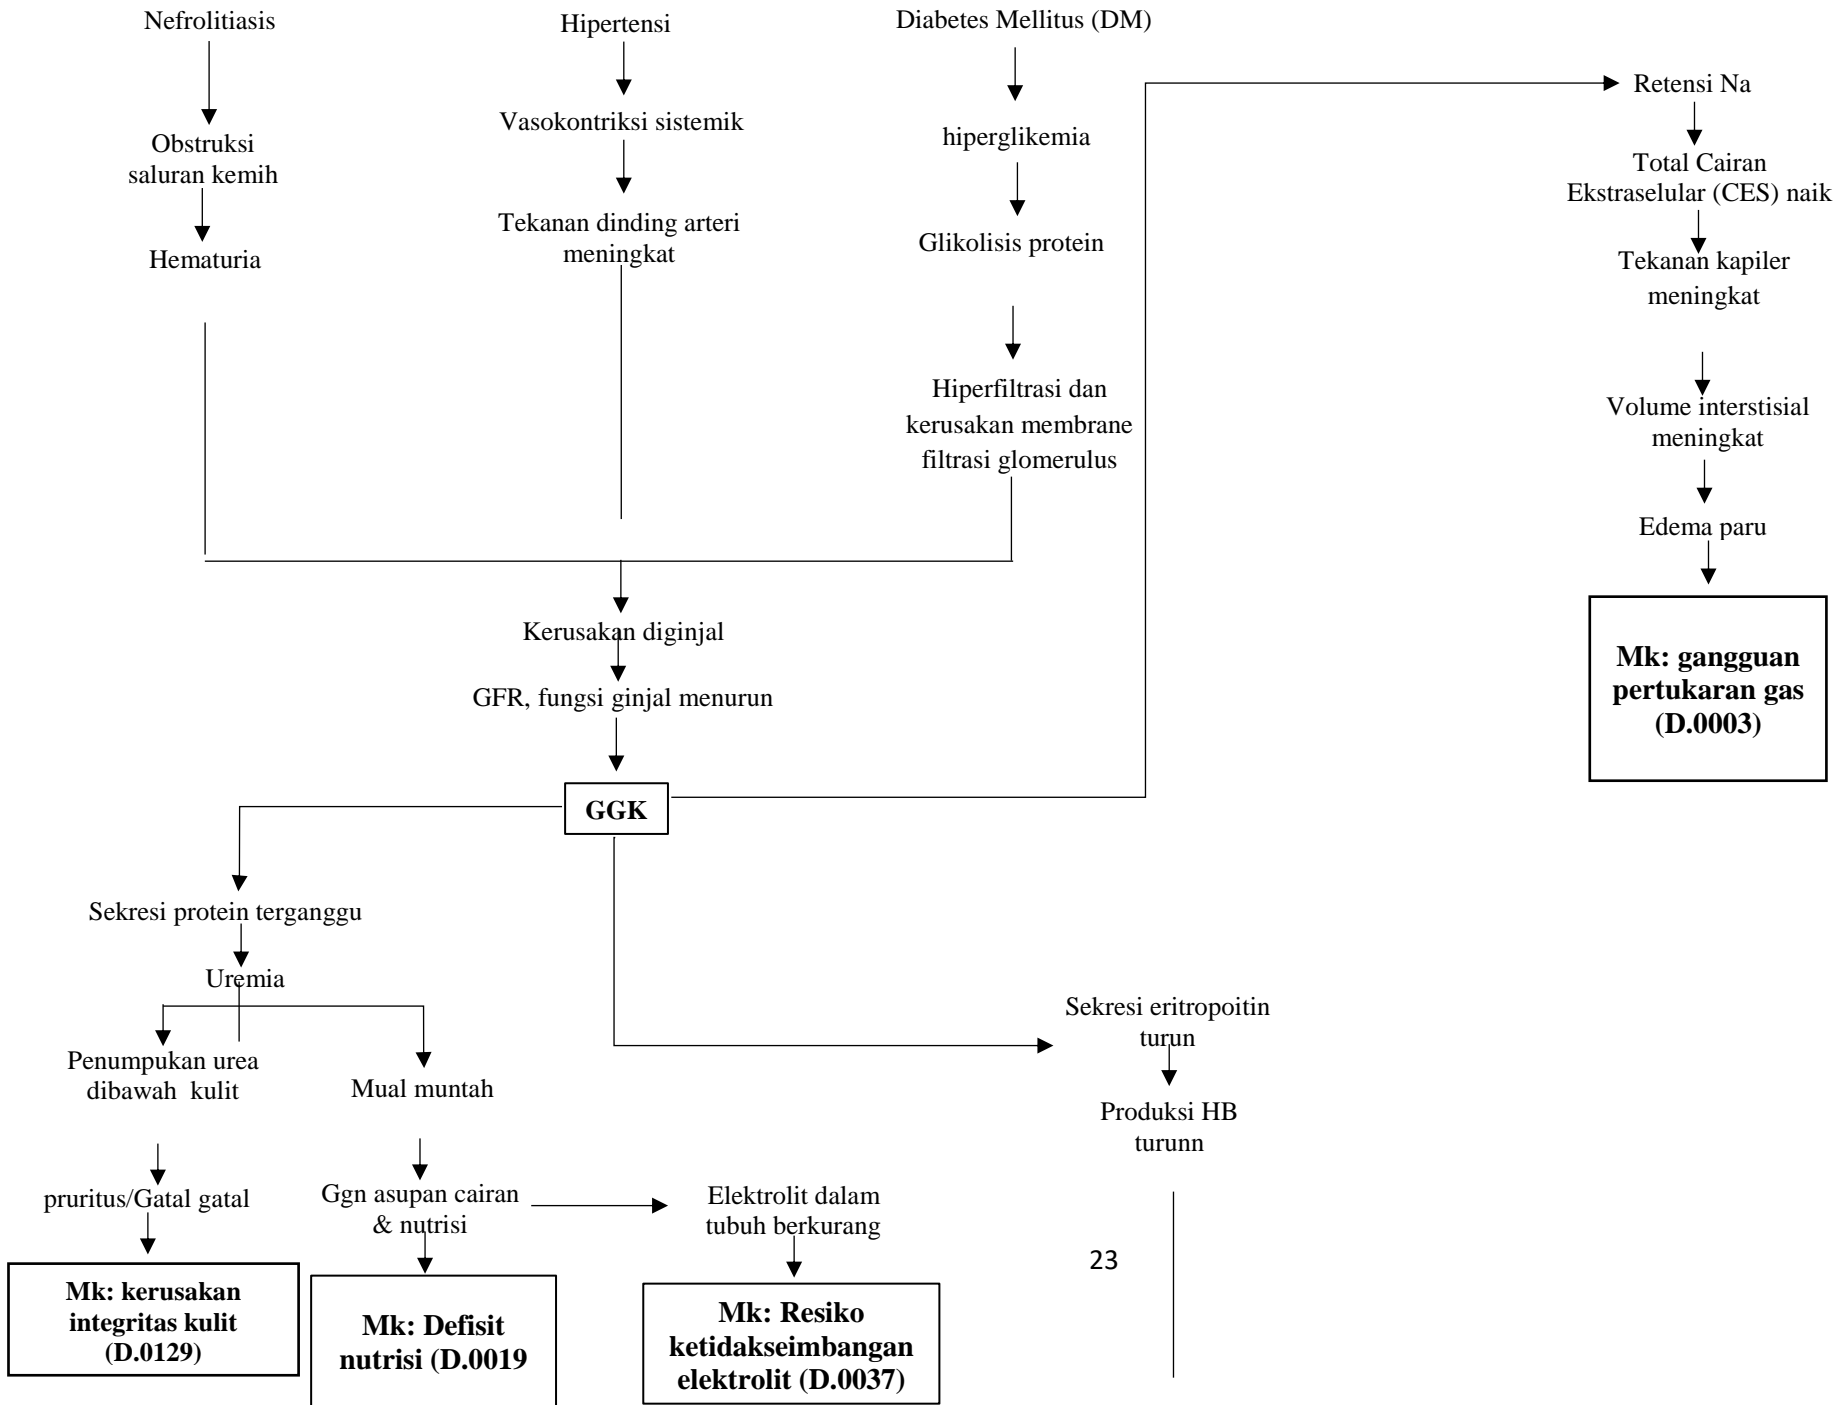 Nefrolitiasis
Hipertensi
Diabetes Mellitus (DM)
Obstruksi
saluran kemih
Hematuria
Vasokontriksi sistemik
Tekanan dinding arteri
meningkat
hiperglikemia
Glikolisis protein
Hiperfiltrasi dan
kerusakan membrane
filtrasi glomerulus
Retensi Na
Total Cairan
Ekstraselular (CES) naik
Tekanan kapiler
meningkat
Volume interstisial
meningkat
Edema paru
Mk: gangguan
pertukaran gas
(D.0003)
Kerusakan diginjal
GFR, fungsi ginjal menurun
GGK
Sekresi protein terganggu
Uremia
Penumpukan urea
dibawah  kulit
pruritus/Gatal gatal
Mk: kerusakan
integritas kulit
(D.0129)
Mual muntah
Ggn asupan cairan
& nutrisi
Mk: Defisit
nutrisi (D.0019
Elektrolit dalam
tubuh berkurang
Mk: Resiko
ketidakseimbangan
elektrolit (D.0037)
Sekresi eritropoitin
turun
Produksi HB
turunn
23